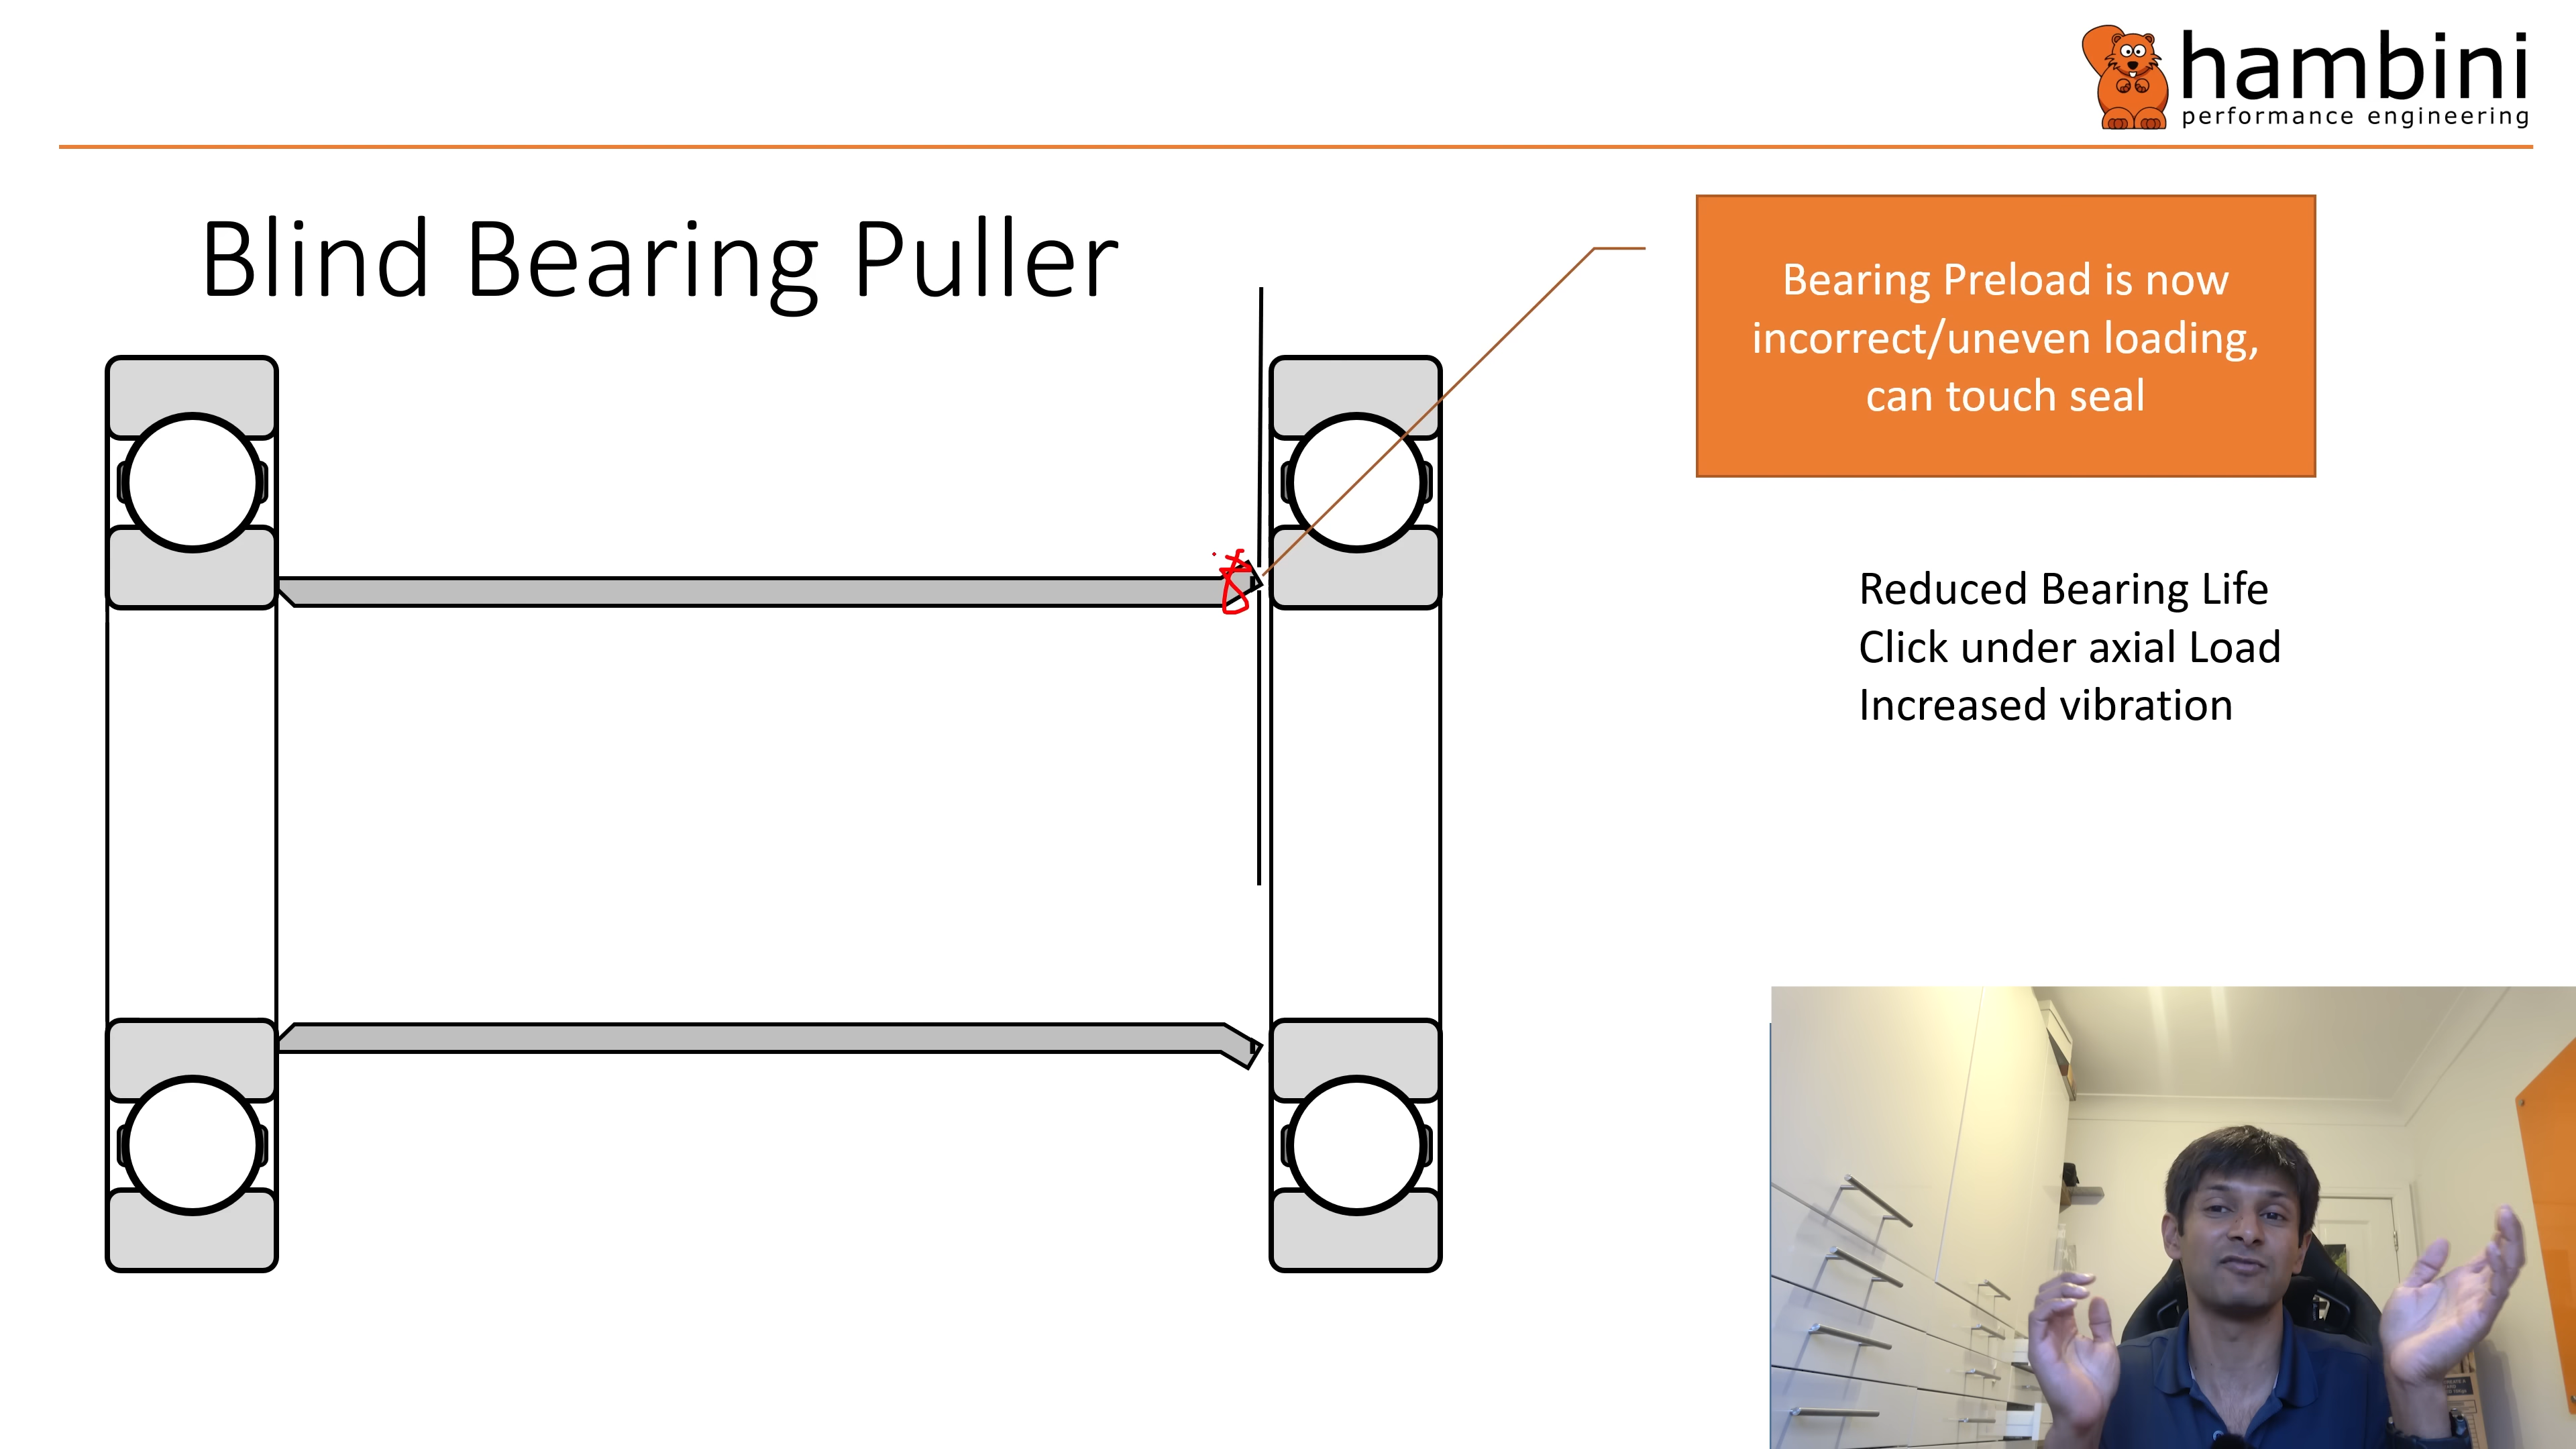 hambini
performance engineering
Blind Bearing Puller
Bearing Preload is now
incorrect/uneven loading,
can touch seal
Reduced Bearing Life
Click under axial Load
Increased vibration